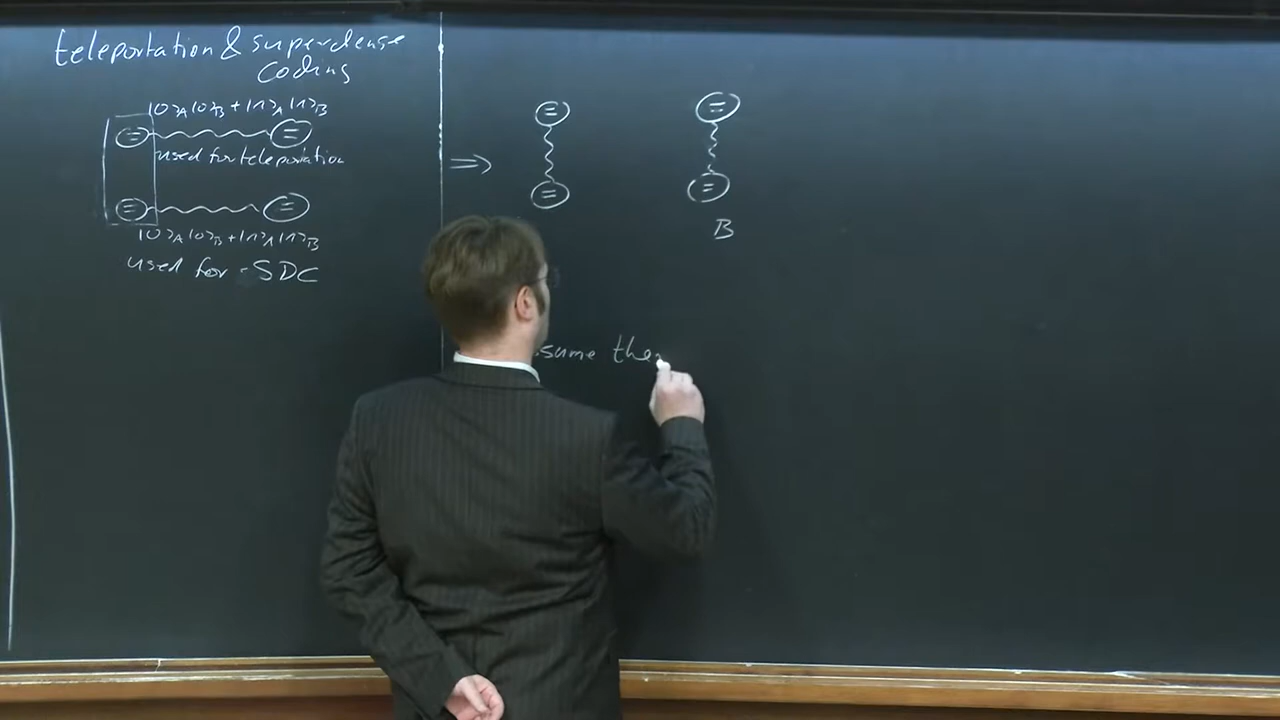 teleportation & superdense
coding
|0>_A|0>_B + |1>_A|1>_B
used for teleportation
|0>_A|0>_B + |1>_A|1>_B
used for SDC
⇒
B
sume the